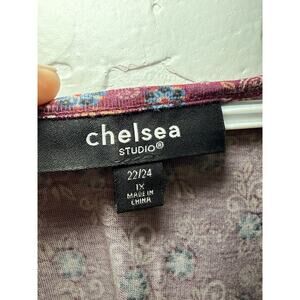 chelsea
STUDIO®
22/24
1X
MADE IN
CHINA